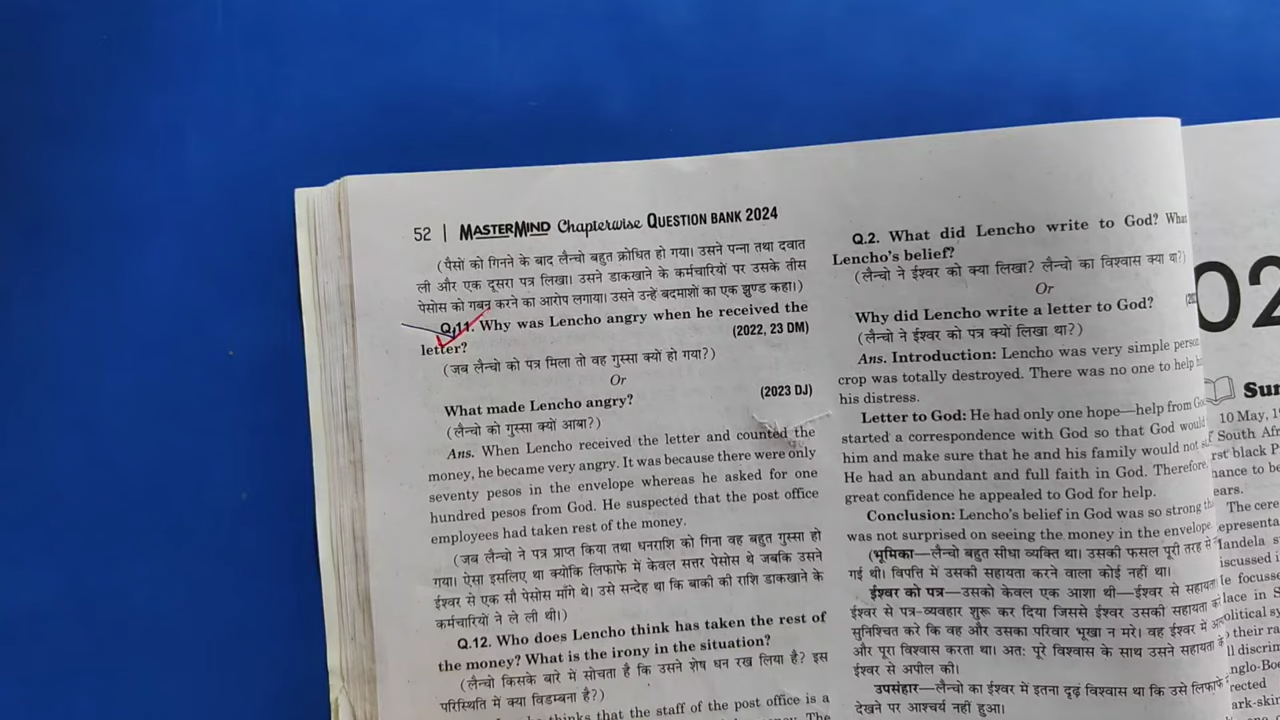 52 | MASTERMIND Chapterwise QUESTION BANK 2024
(पैसों को गिनने के बाद लैन्चो बहुत क्रोधित हो गया। उसने पन्ना तथा दवात
ली और एक दूसरा पत्र लिखा। उसने डाकखाने के कर्मचारियों पर उसके तीस
पेसोस को गबन करने का आरोप लगाया। उसने उन्हें बदमाशों का एक झुण्ड कहा।)
Q.11. Why was Lencho angry when he received the
letter? (2022, 23 DM)
(जब लैन्चो को पत्र मिला तो वह गुस्सा क्यों हो गया?)
Or
What made Lencho angry? (2023 DJ)
(लैन्चो को गुस्सा क्यों आबा?)
Ans. When Lencho received the letter and counted the
money, he became very angry. It was because there were only
seventy pesos in the envelope whereas he asked for one
hundred pesos from God. He suspected that the post office
employees had taken rest of the money.
(जब लैन्चो ने पत्र प्राप्त किया तथा धनराशि को गिना वह बहुत गुस्सा हो
गया। ऐसा इसलिए था क्योंकि लिफाफे में केवल सत्तर पेसोस थे जबकि उसने
ईश्वर से एक सौ पेसोस माँगे थे। उसे सन्देह था कि बाकी की राशि डाकखाने के
कर्मचारियों ने ले ली थी।)
Q.12. Who does Lencho think has taken the rest of
the money? What is the irony in the situation?
(लैन्चो किसके बारे में सोचता है कि उसने शेष धन रख लिया है? इस
परिस्थिति में क्या विडम्बना है?)
thinks that the staff of the post office is a
The
Q.2. What did Lencho write to God? What
Lencho's belief?
(लैन्चो ने ईश्वर को क्या लिखा? लैन्चो का विश्वास क्या था?)
Or
Why did Lencho write a letter to God?
(लैन्चो ने ईश्वर को पत्र क्यों लिखा था?)
Ans. Introduction: Lencho was very simple person
crop was totally destroyed. There was no one to help
his distress.
Letter to God: He had only one hope—help from
started a correspondence with God so that God would
him and make sure that he and his family would not
He had an abundant and full faith in God. Therefore,
great confidence he appealed to God for help.
Conclusion: Lencho's belief in God was so strong
was not surprised on seeing the money in the envelope.
(भूमिका—लैन्चो बहुत सीधा व्यक्ति था। उसकी फसल पूरी तरह से
गई थी। विपत्ति में उसकी सहायता करने वाला कोई नहीं था।
ईश्वर को पत्र—उसको केवल एक आशा थी—ईश्वर से सहायता
ईश्वर से पत्र-व्यवहार शुरू कर दिया जिससे ईश्वर उसकी सहायता
सुनिश्चित करे कि वह और उसका परिवार भूखा न मरे। वह ईश्वर में
और पूरा विश्वास करता था। अत: पूरे विश्वास के साथ उसने सहायता
ईश्वर से अपील की।
उपसंहार—लैन्चो का ईश्वर में इतना दृढ़ विश्वास था कि उसे लिफाफे
देखने पर आश्चर्य नहीं हुआ।
02
10 May,
South
black
to
ears.
The
in